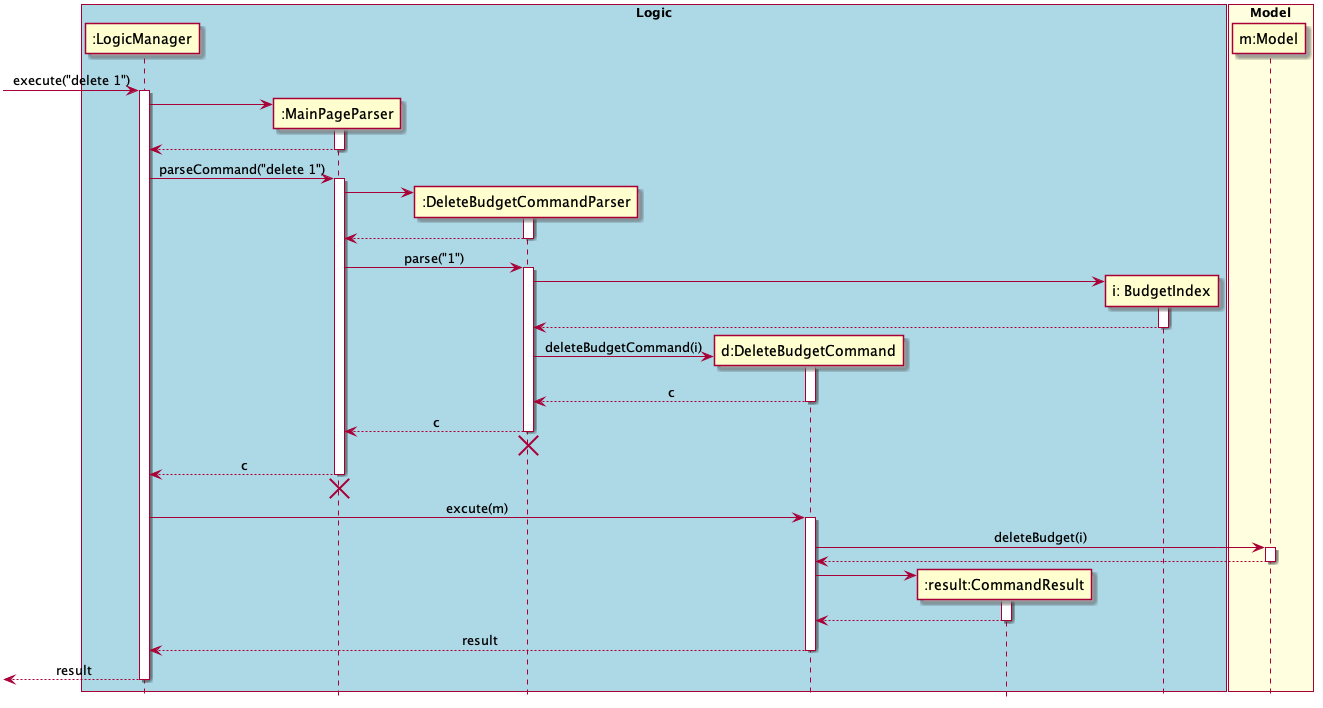 Logic
Model
:LogicManager
m:Model
execute("delete 1")
:MainPageParser
parseCommand("delete 1")
:DeleteBudgetCommandParser
parse("1")
i: BudgetIndex
deleteBudgetCommand(i)
d:DeleteBudgetCommand
c
c
c
excute(m)
deleteBudget(i)
:result:CommandResult
result
result